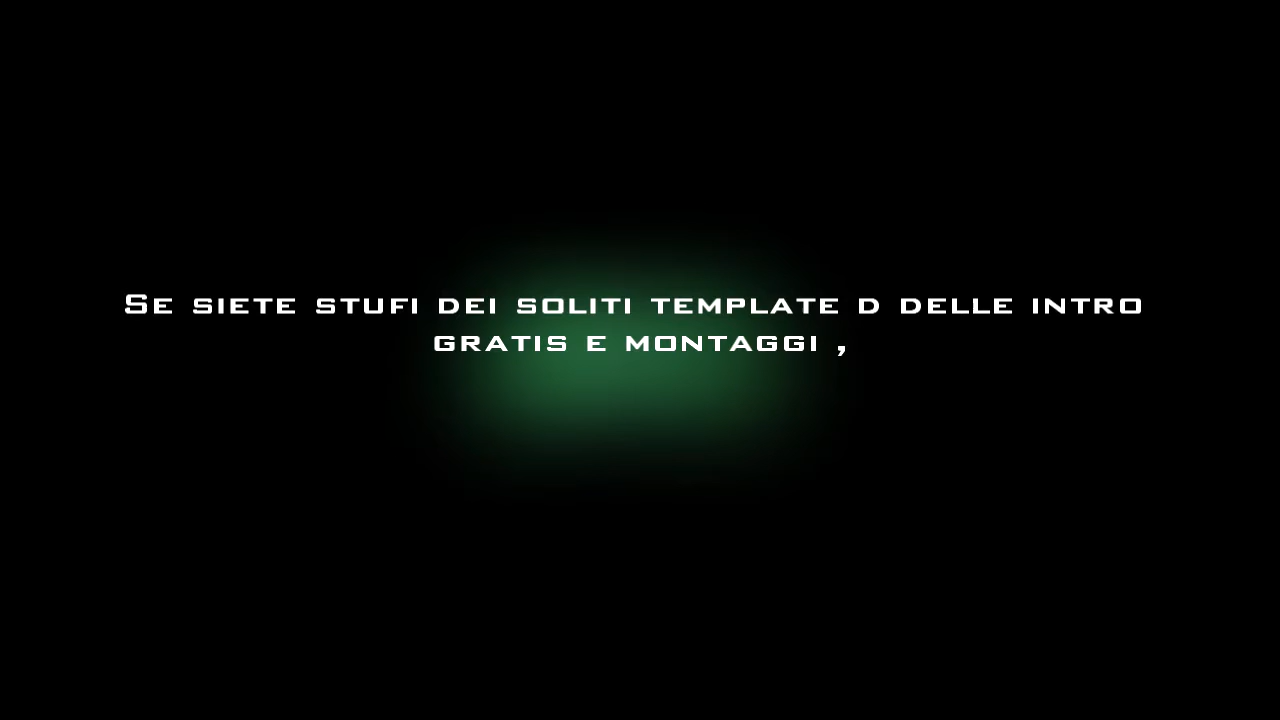 Se siete stufi dei soliti template d delle intro
gratis e montaggi ,